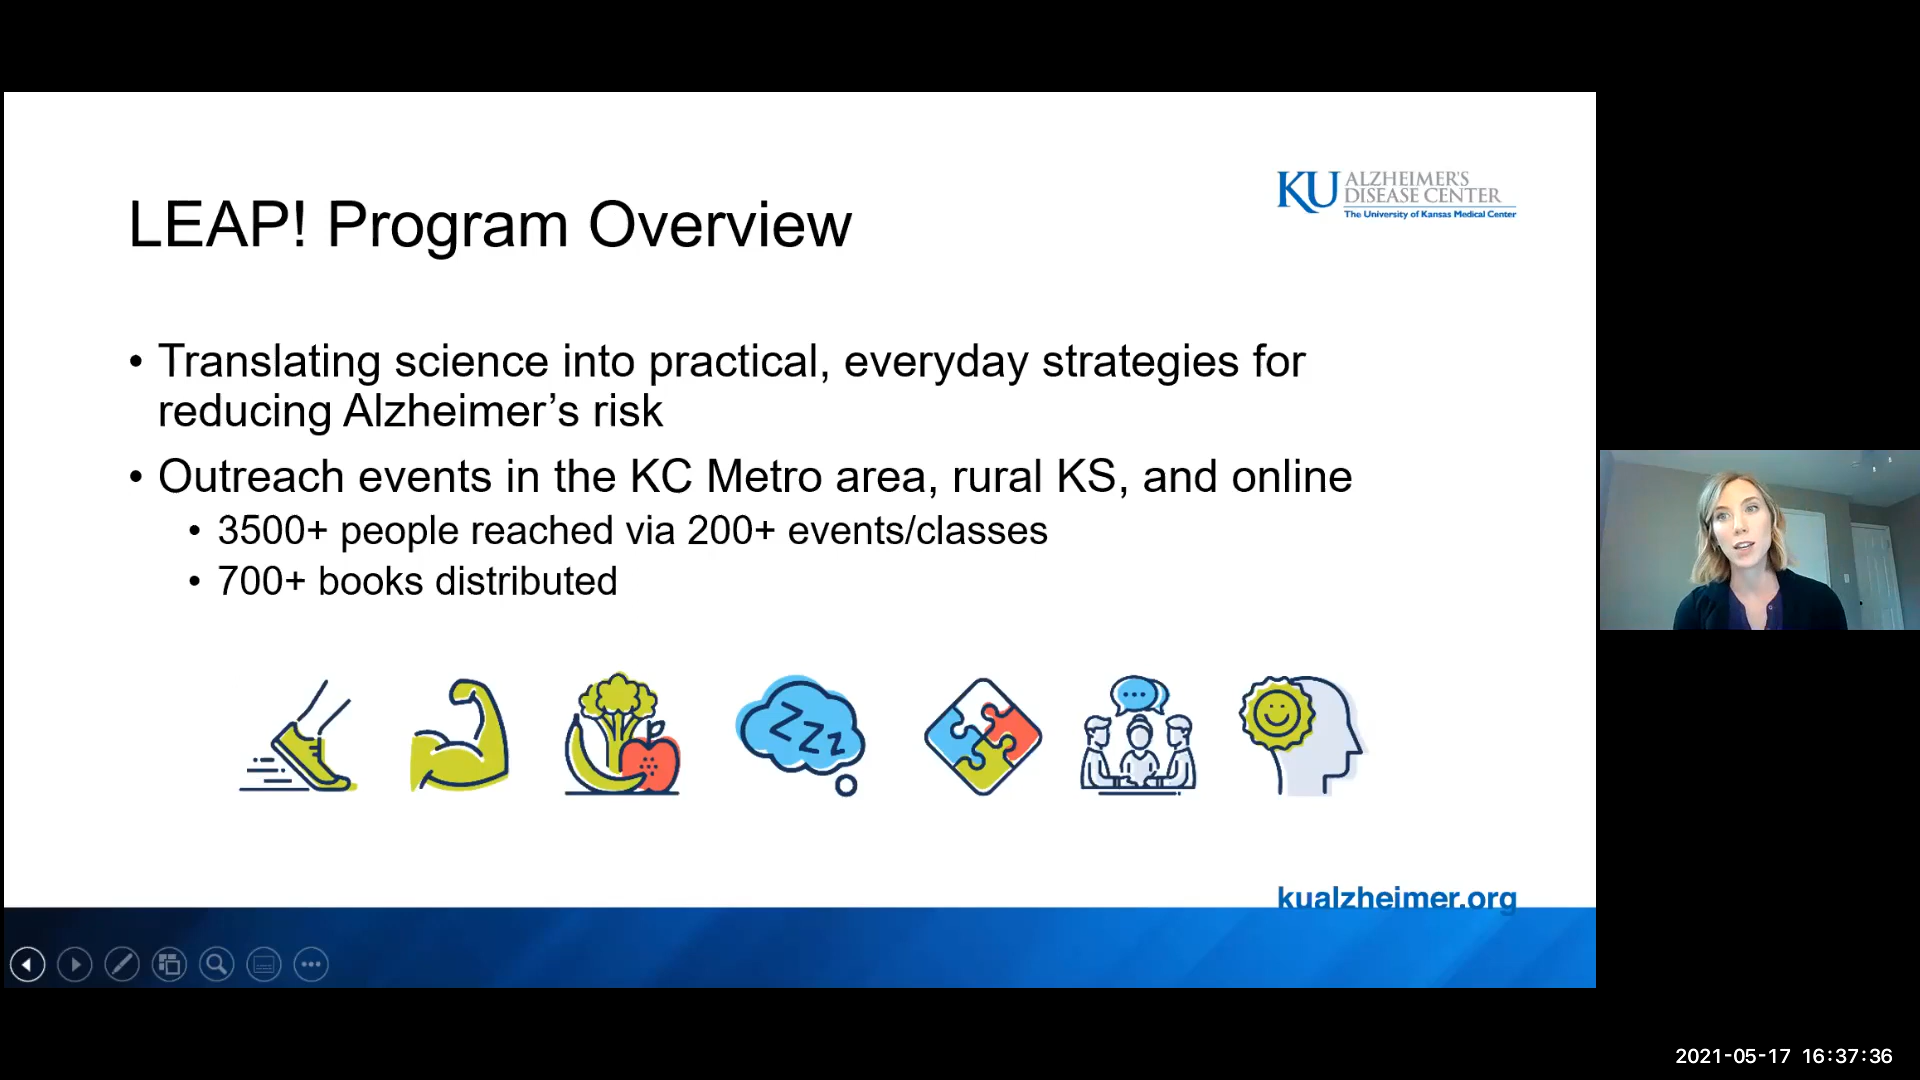 KU ALZHEIMER'S
DISEASE CENTER
The University of Kansas Medical Center
LEAP! Program Overview
• Translating science into practical, everyday strategies for
reducing Alzheimer’s risk
• Outreach events in the KC Metro area, rural KS, and online
• 3500+ people reached via 200+ events/classes
• 700+ books distributed
ZZZ
kualzheimer.org
2021-05-17 16:37:36